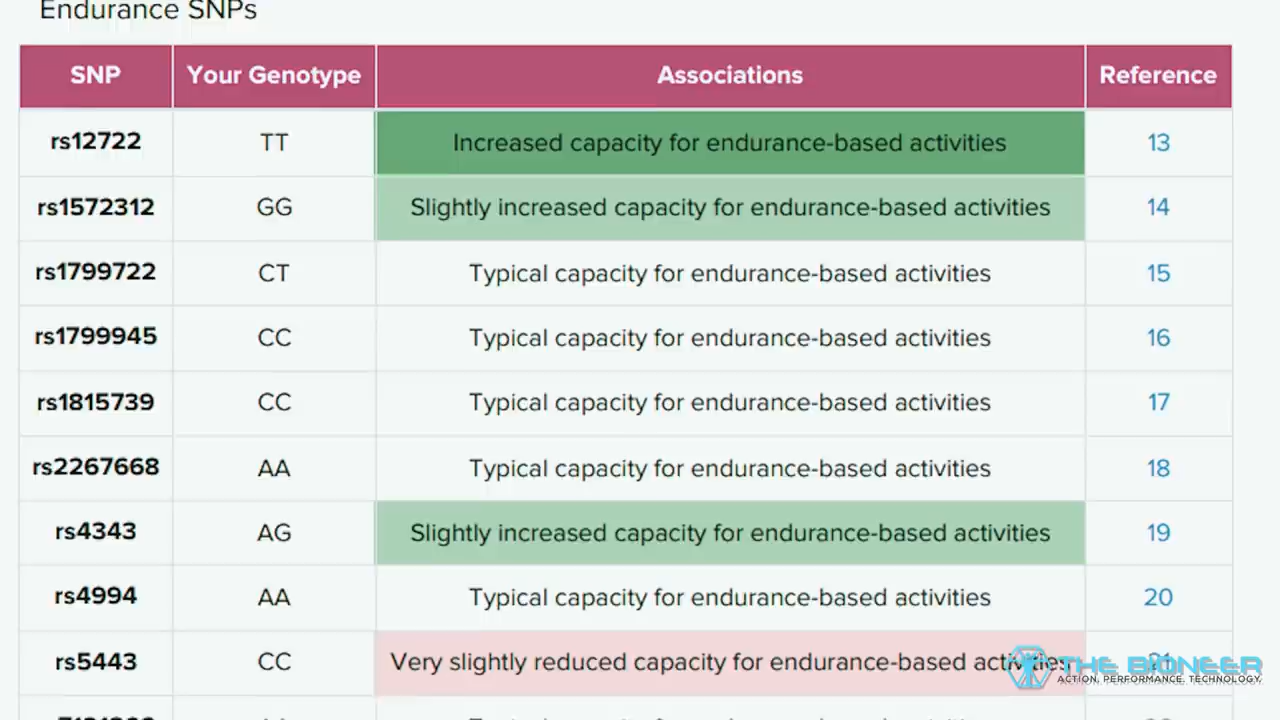 Endurance SNPs
SNP Your Genotype Associations Reference
rs12722 TT Increased capacity for endurance-based activities 13
rs1572312 GG Slightly increased capacity for endurance-based activities 14
rs1799722 CT Typical capacity for endurance-based activities 15
rs1799945 CC Typical capacity for endurance-based activities 16
rs1815739 CC Typical capacity for endurance-based activities 17
rs2267668 AA Typical capacity for endurance-based activities 18
rs4343 AG Slightly increased capacity for endurance-based activities 19
rs4994 AA Typical capacity for endurance-based activities 20
rs5443 CC Very slightly reduced capacity for endurance-based activities 21
THE BIONEER
ACTION. PERFORMANCE. TECHNOLOGY.